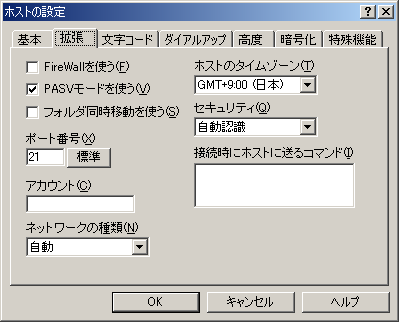 ホストの設定
基本 拡張 文字コード ダイアルアップ 高度 暗号化 特殊機能
FireWallを使う(F)
PASVモードを使う(V)
フォルダ同時移動を使う(S)
ポート番号(X)
21 標準
アカウント(C)
ネットワークの種類(N)
自動
ホストのタイムゾーン(T)
GMT+9:00 (日本)
セキュリティ(Q)
自動認識
接続時にホストに送るコマンド(I)
OK キャンセル ヘルプ